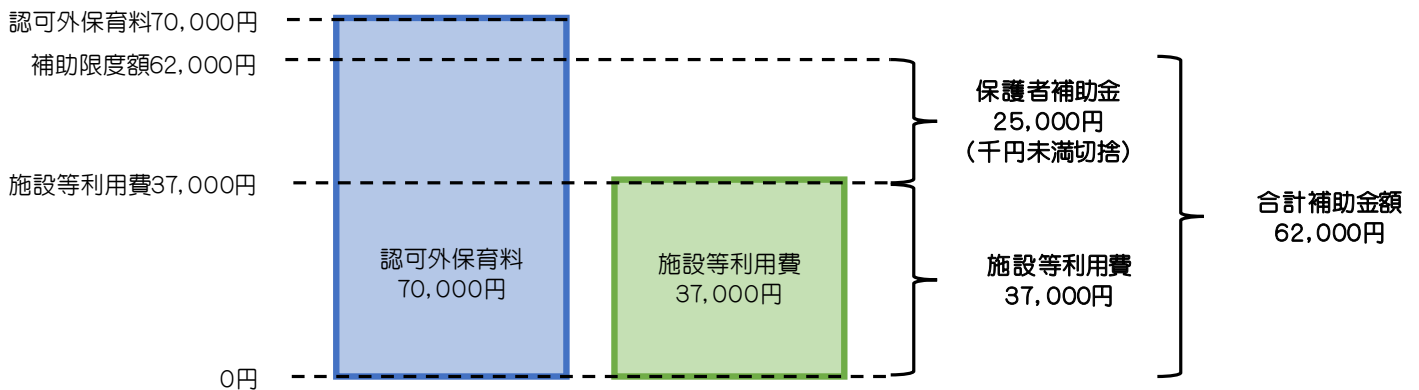 認可外保育料70,000円
補助限度額62,000円
施設等利用費37,000円
0円
認可外保育料
70,000円
施設等利用費
37,000円
保護者補助金
25,000円
(千円未満切捨)
施設等利用費
37,000円
合計補助金額
62,000円